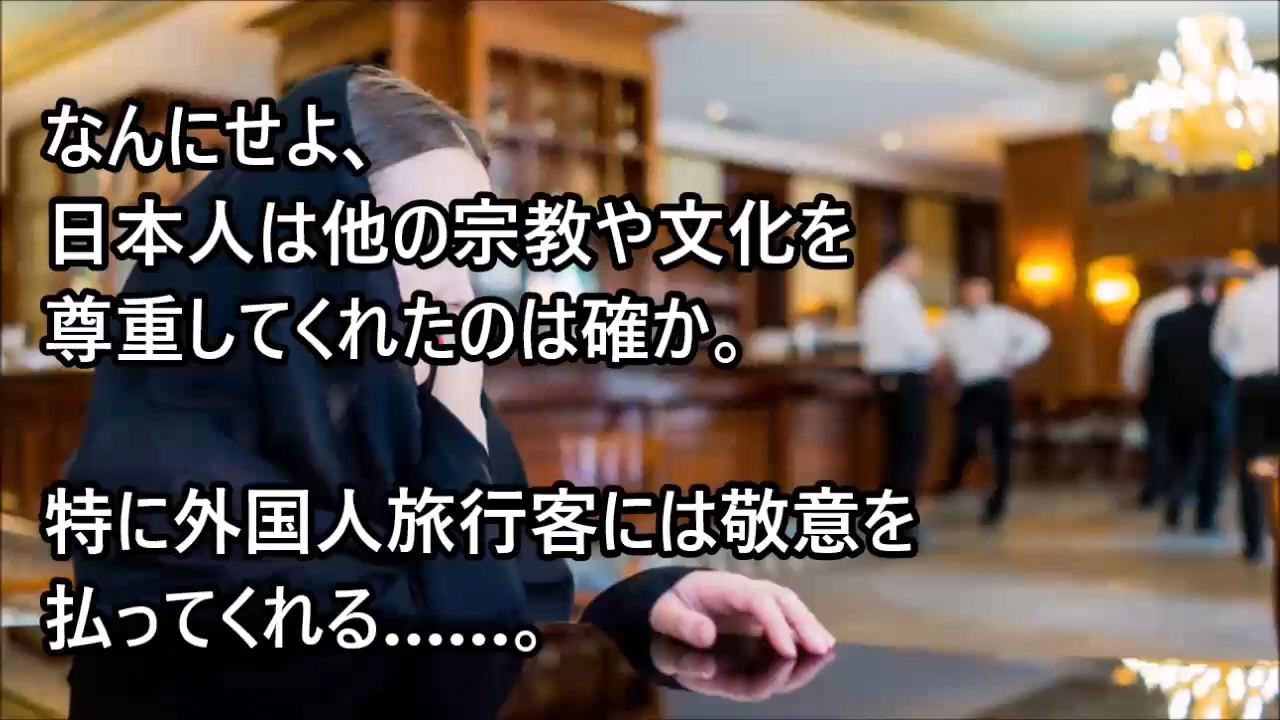 なんにせよ、
日本人は他の宗教や文化を
尊重してくれたのは確か。
特に外国人旅行客には敬意を
払ってくれる……。